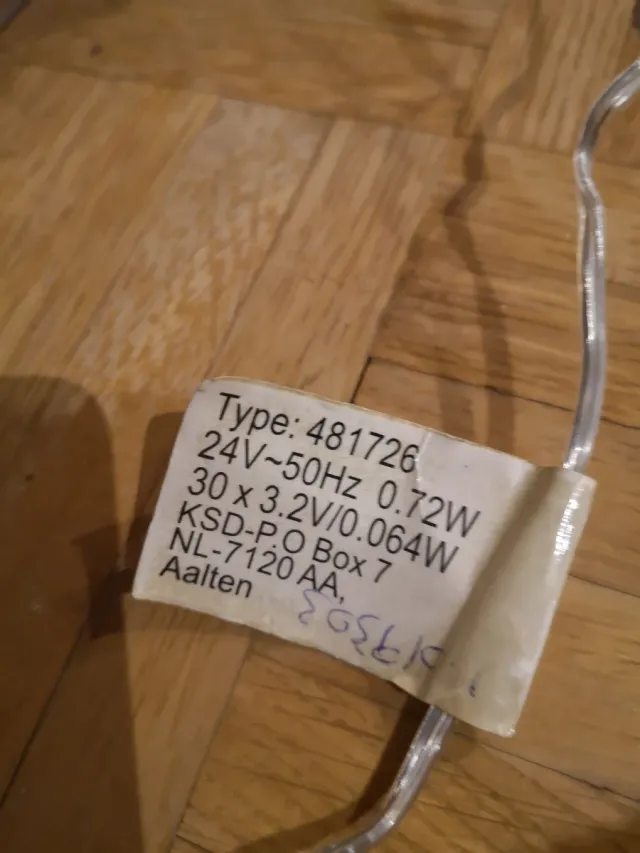 Type: 481726
24V~50Hz 0.72W
30 x 3.2V/0.064W
KSD-P.O Box 7
NL-7120 AA,
Aalten